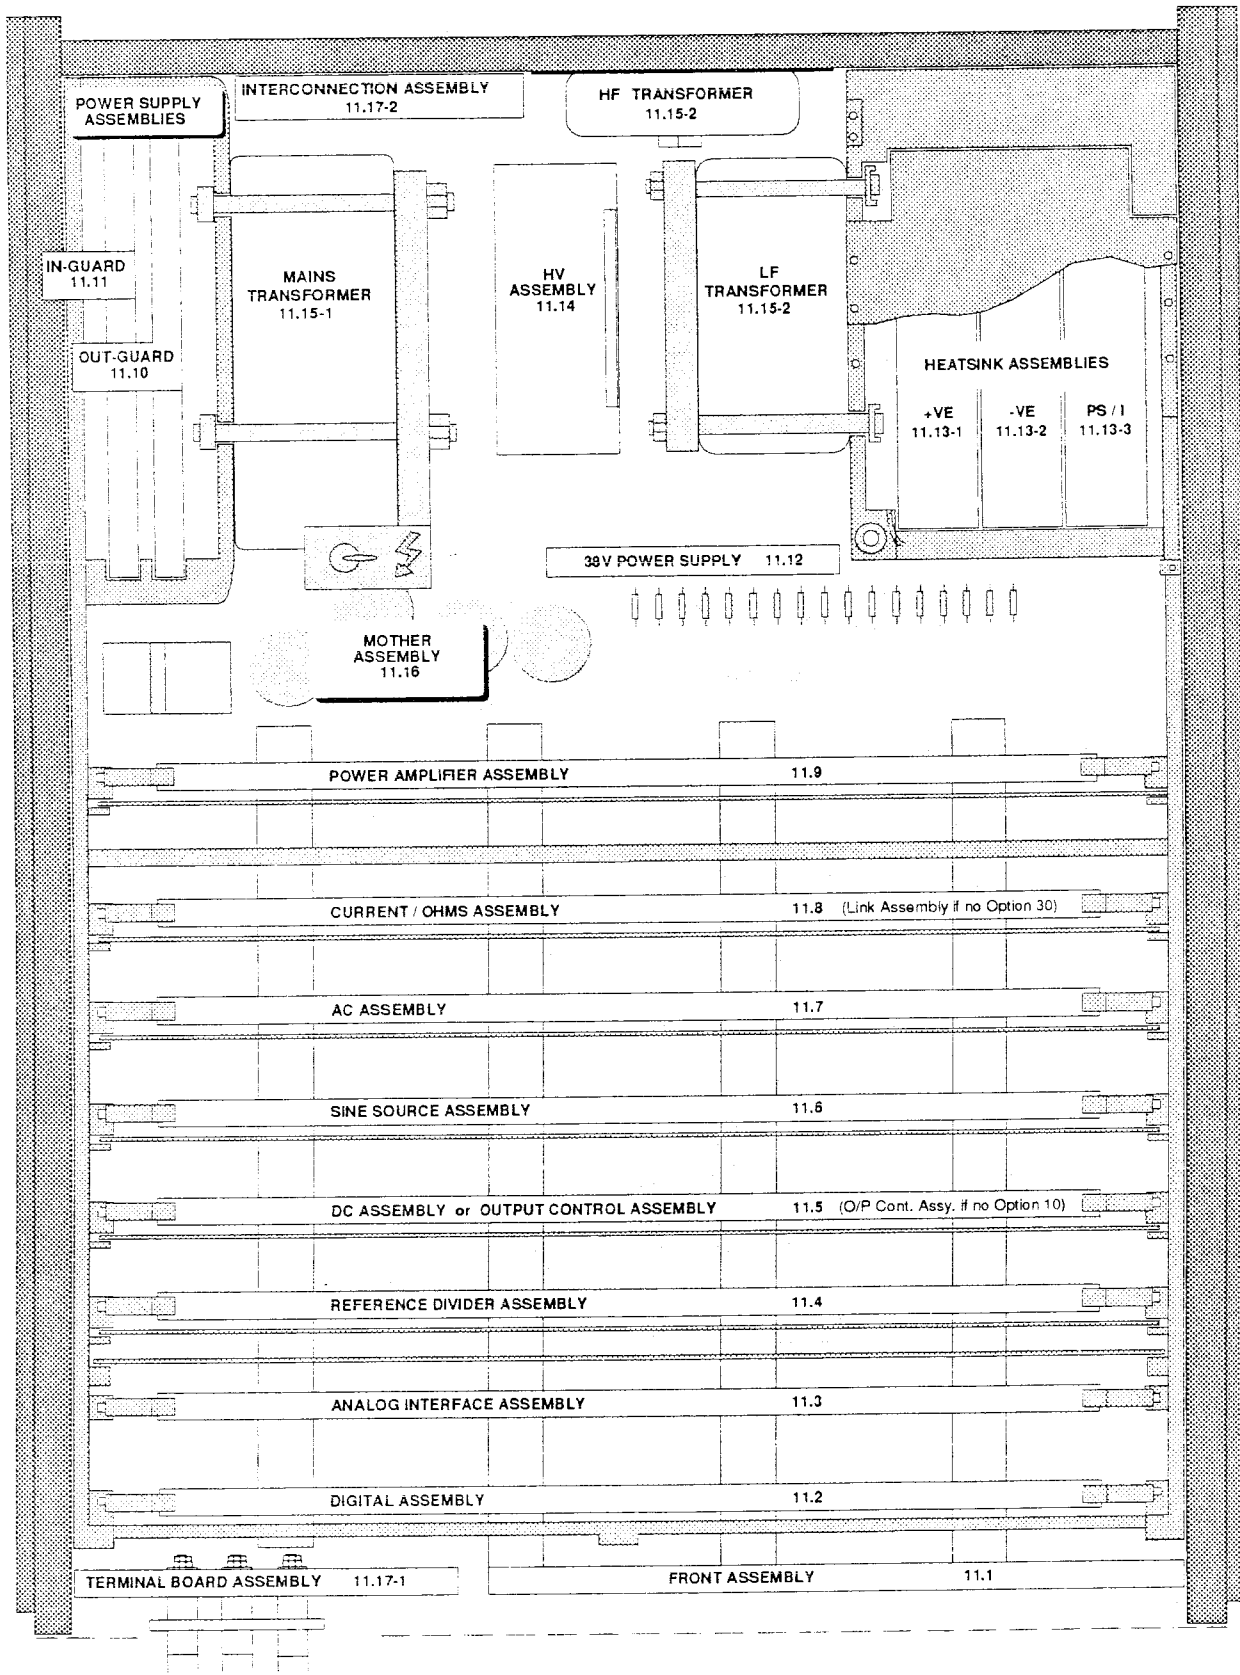 POWER SUPPLY
ASSEMBLIES
INTERCONNECTION ASSEMBLY
11.17-2
HF TRANSFORMER
11.15-2
IN-GUARD
11.11
OUT-GUARD
11.10
MAINS
TRANSFORMER
11.15-1
HV
ASSEMBLY
11.14
LF
TRANSFORMER
11.15-2
HEATSINK ASSEMBLIES
+VE
11.13-1
-VE
11.13-2
PS / I
11.13-3
38V POWER SUPPLY 11.12
MOTHER
ASSEMBLY
11.16
POWER AMPLIFIER ASSEMBLY 11.9
CURRENT / OHMS ASSEMBLY 11.8 (Link Assembly if no Option 30)
AC ASSEMBLY 11.7
SINE SOURCE ASSEMBLY 11.6
DC ASSEMBLY or OUTPUT CONTROL ASSEMBLY 11.5 (O/P Cont. Assy. if no Option 10)
REFERENCE DIVIDER ASSEMBLY 11.4
ANALOG INTERFACE ASSEMBLY 11.3
DIGITAL ASSEMBLY 11.2
TERMINAL BOARD ASSEMBLY 11.17-1
FRONT ASSEMBLY 11.1